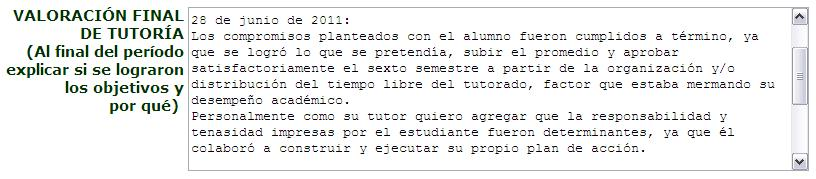 VALORACIÓN FINAL
DE TUTORÍA
(Al final del período
explicar si se lograron
los objetivos y
por qué)
28 de junio de 2011:
Los compromisos planteados con el alumno fueron cumplidos a término, ya
que se logró lo que se pretendía, subir el promedio y aprobar
satisfactoriamente el sexto semestre a partir de la organización y/o
distribución del tiempo libre del tutorado, factor que estaba mermando su
desempeño académico.
Personalmente como su tutor quiero agregar que la responsabilidad y
tenasidad impresas por el estudiante fueron determinantes, ya que él
colaboró a construir y ejecutar su propio plan de acción.